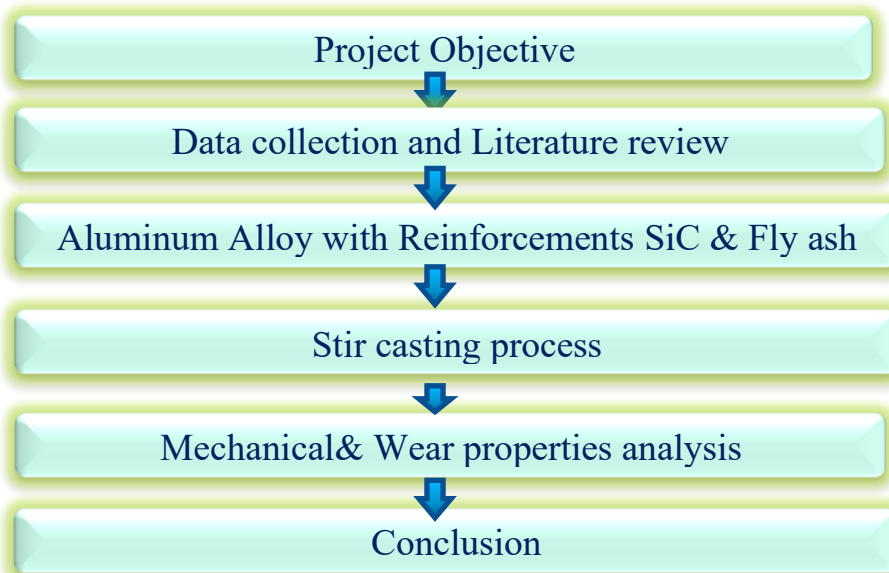 Project Objective
Data collection and Literature review
Aluminum Alloy with Reinforcements SiC & Fly ash
Stir casting process
Mechanical& Wear properties analysis
Conclusion